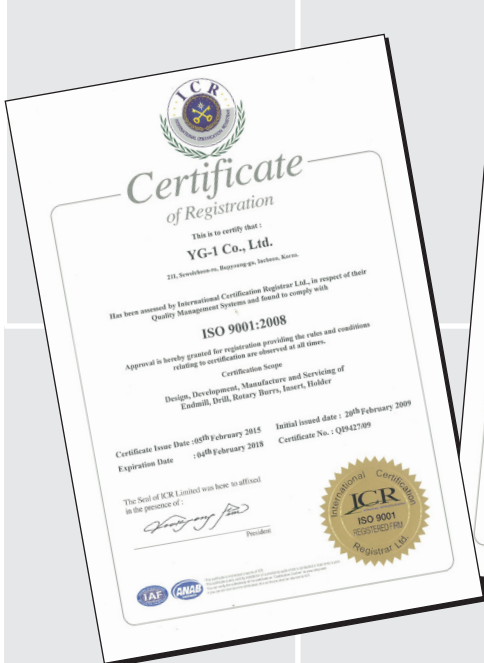 ICR
Certificate
of Registration
This is to certify that :
YG-1 Co., Ltd.
211, Sewolcheon-ro, Bupyung-gu, Incheon, Korea.
Has been assessed by International Certification Registrar Ltd., in respect of their
Quality Management Systems and found to comply with
ISO 9001:2008
Approval is hereby granted for registration providing the rules and conditions
relating to certification are observed at all times.
Certification Scope
Design, Development, Manufacture and Servicing of
Endmill, Drill, Rotary Burrs, Insert, Holder
Certificate Issue Date :05th February 2015 Initial issued date : 20th February 2009
Expiration Date : 04th February 2018 Certificate No. : QI9427/09
The Seal of ICR Limited was here to affixed
in the presence of :
President
International Certification
ICR
ISO 9001
REGISTERED FIRM
Registrar Ltd.
IAF
ANAB